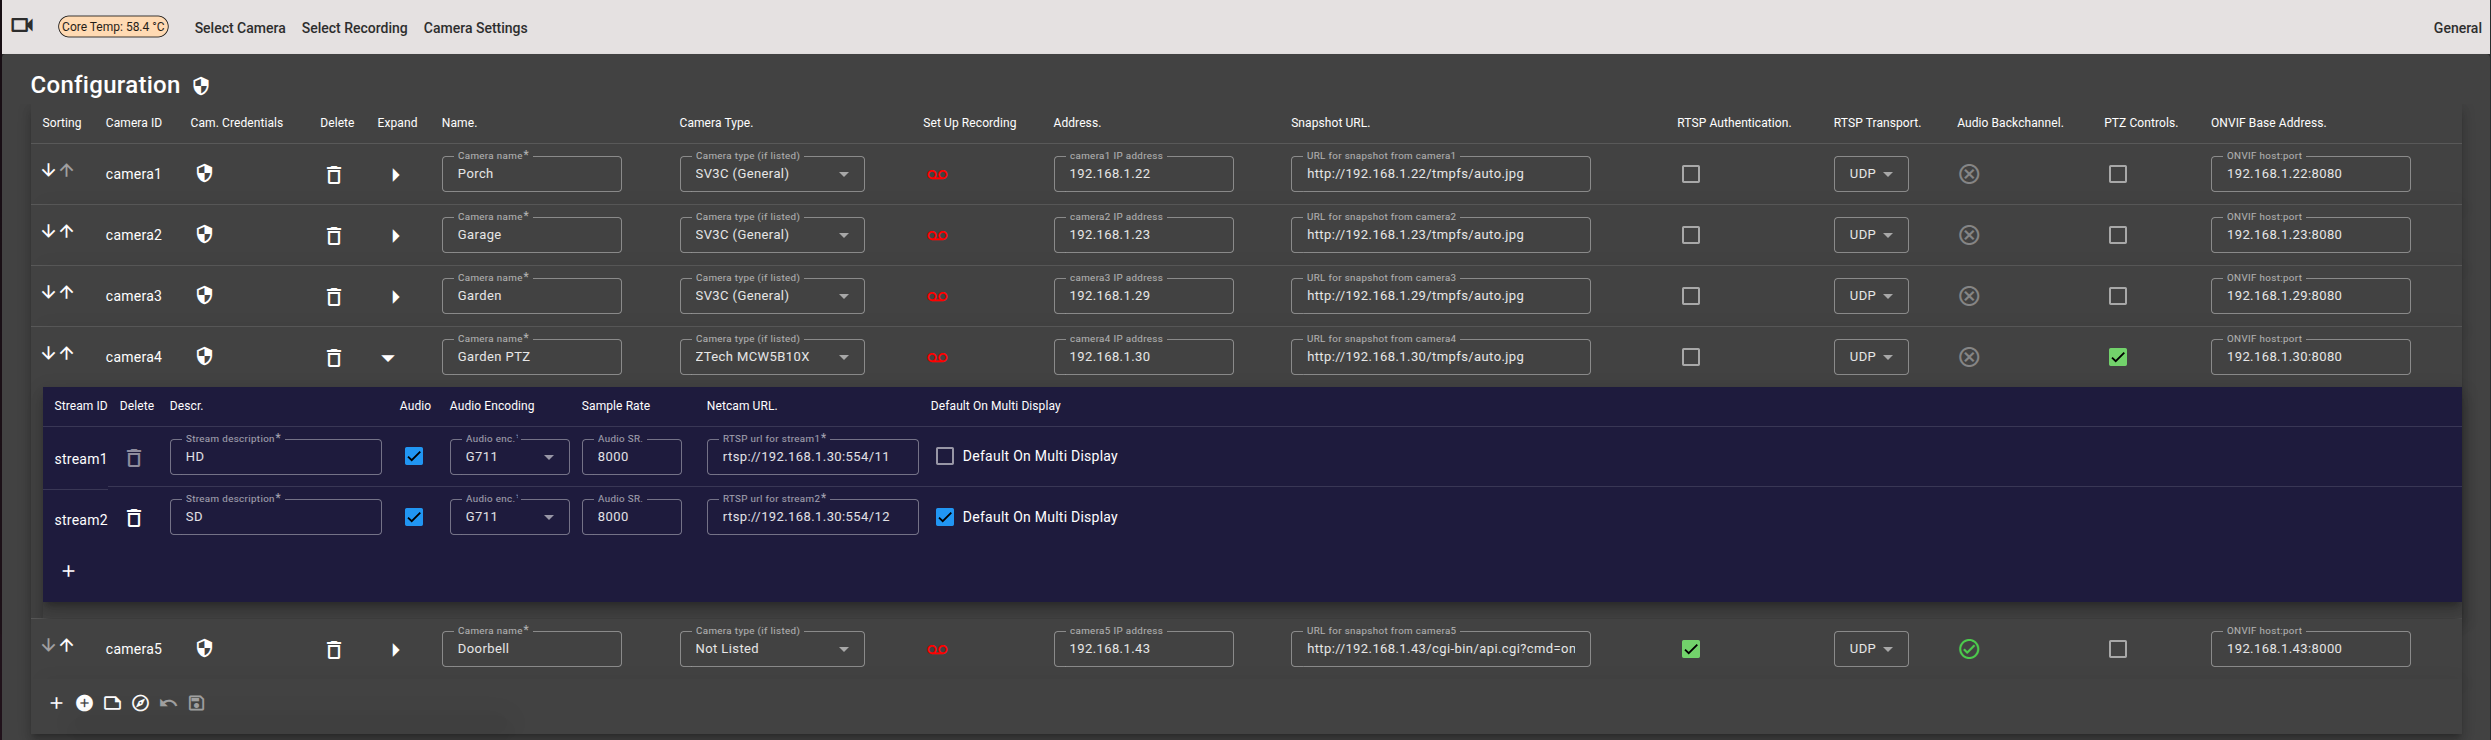 Core Temp: 58.4 °C Select Camera Select Recording Camera Settings General
Configuration
Sorting Camera ID Cam. Credentials Delete Expand Name. Camera Type. Set Up Recording Address. Snapshot URL. RTSP Authentication. RTSP Transport. Audio Backchannel. PTZ Controls. ONVIF Base Address.
Camera name* Camera type (if listed) camera1 IP address URL for snapshot from camera1 ONVIF host:port
camera1 Porch SV3C (General) 192.168.1.22 http://192.168.1.22/tmpfs/auto.jpg UDP 192.168.1.22:8080
Camera name* Camera type (if listed) camera2 IP address URL for snapshot from camera2 ONVIF host:port
camera2 Garage SV3C (General) 192.168.1.23 http://192.168.1.23/tmpfs/auto.jpg UDP 192.168.1.23:8080
Camera name* Camera type (if listed) camera3 IP address URL for snapshot from camera3 ONVIF host:port
camera3 Garden SV3C (General) 192.168.1.29 http://192.168.1.29/tmpfs/auto.jpg UDP 192.168.1.29:8080
Camera name* Camera type (if listed) camera4 IP address URL for snapshot from camera4 ONVIF host:port
camera4 Garden PTZ ZTech MCW5B10X 192.168.1.30 http://192.168.1.30/tmpfs/auto.jpg UDP 192.168.1.30:8080
Stream ID Delete Descr. Audio Audio Encoding Sample Rate Netcam URL. Default On Multi Display
Stream description* Audio enc.* Audio SR. RTSP url for stream1*
stream1 HD G711 8000 rtsp://192.168.1.30:554/11 Default On Multi Display
Stream description* Audio enc.* Audio SR. RTSP url for stream2*
stream2 SD G711 8000 rtsp://192.168.1.30:554/12 Default On Multi Display
Camera name* Camera type (if listed) camera5 IP address URL for snapshot from camera5 ONVIF host:port
camera5 Doorbell Not Listed 192.168.1.43 http://192.168.1.43/cgi-bin/api.cgi?cmd=on UDP 192.168.1.43:8000